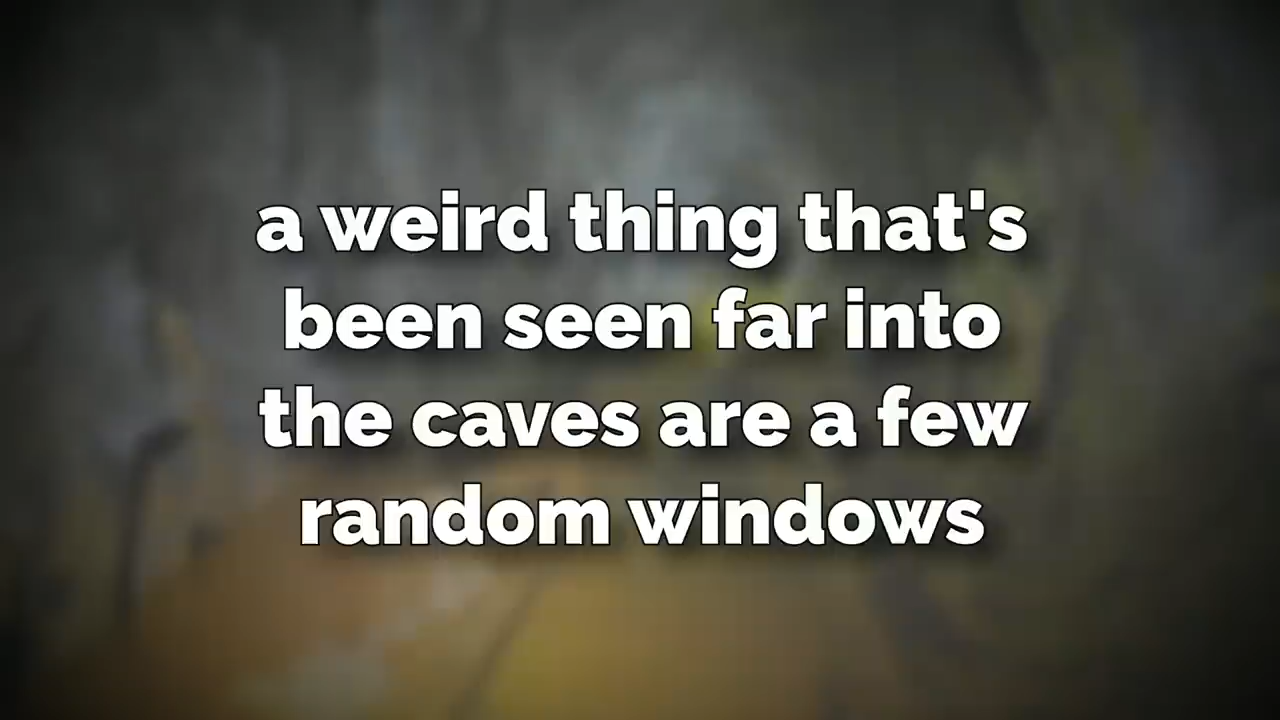 a weird thing that's
been seen far into
the caves are a few
random windows